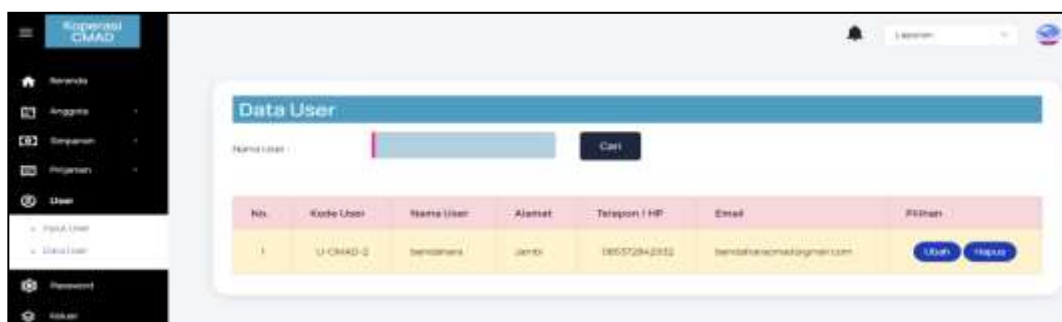 Koperasi
CMAD
Laporan
Beranda
Anggota
Simpanan
Pinjaman
User
Input User
Data User
Password
Keluar
Data User
Nama User :
Cari
No. Kode User Nama User Alamat Telepon / HP Email Pilihan
1 U-CMAD-2 bendahara Jambi Ubah Hapus